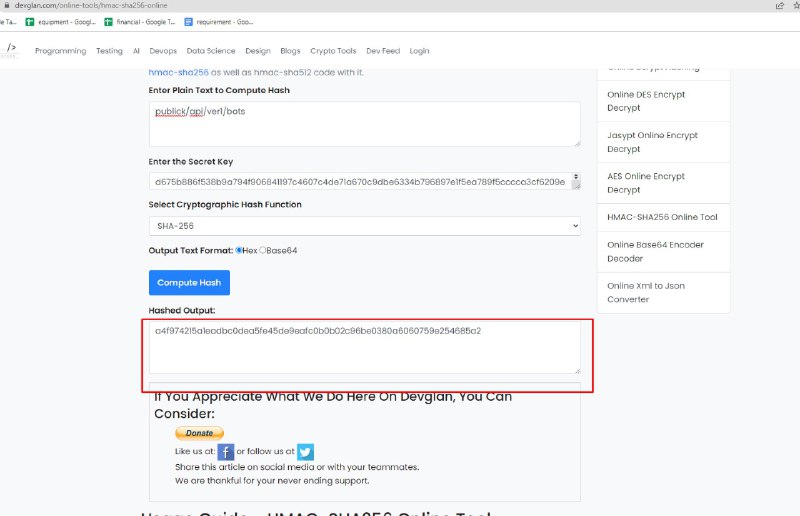 devglan.com/online-tools/hmac-sha256-online
le Ta...
equipment - Googl...
financial - Google T...
requirement - Goo...
/>
Programming Testing AI Devops Data Science Design Blogs Crypto Tools Dev Feed Login
hmac-sha256 as well as hmac-sha512 code with it.
Enter Plain Text to Compute Hash
publick/api/ver1/bots
Enter the Secret Key
d675b886f538b9a794f906841197c4607c4de71a670c9dbe6334b796897e1f5ea789f5cccca3cf6209e
Select Cryptographic Hash Function
SHA-256
Output Text Format: Hex Base64
Compute Hash
Hashed Output:
a4f974215a1eadbc0dea5fe45de9eafc0b0b02c96be0380a6060759e254685a2
If You Appreciate What We Do Here On Devglan, You Can
Consider:
Donate
Like us at: or follow us at
Share this article on social media or with your teammates.
We are thankful for your never ending support.
Usage Guide - HMAC-SHA256 Online Tool
Online DES Encrypt
Decrypt
Jasypt Online Encrypt
Decrypt
AES Online Encrypt
Decrypt
HMAC-SHA256 Online Tool
Online Base64 Encoder
Decoder
Online Xml to Json
Converter